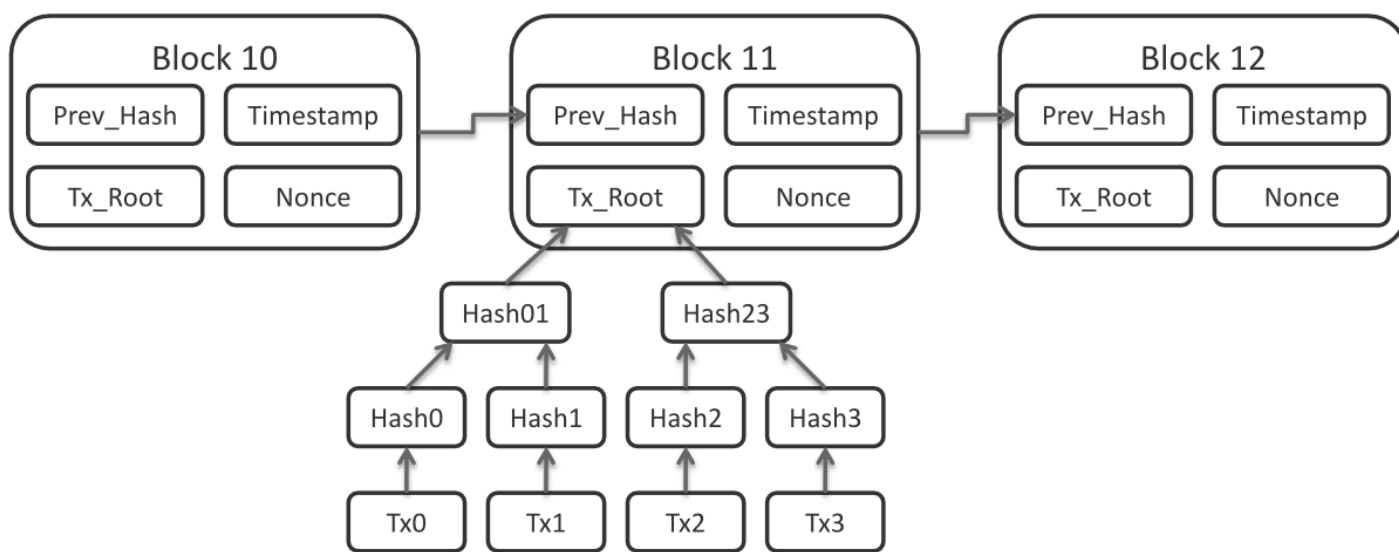 Block 10
Prev_Hash Timestamp
Tx_Root Nonce
Block 11
Prev_Hash Timestamp
Tx_Root Nonce
Block 12
Prev_Hash Timestamp
Tx_Root Nonce
Hash01 Hash23
Hash0 Hash1 Hash2 Hash3
Tx0 Tx1 Tx2 Tx3